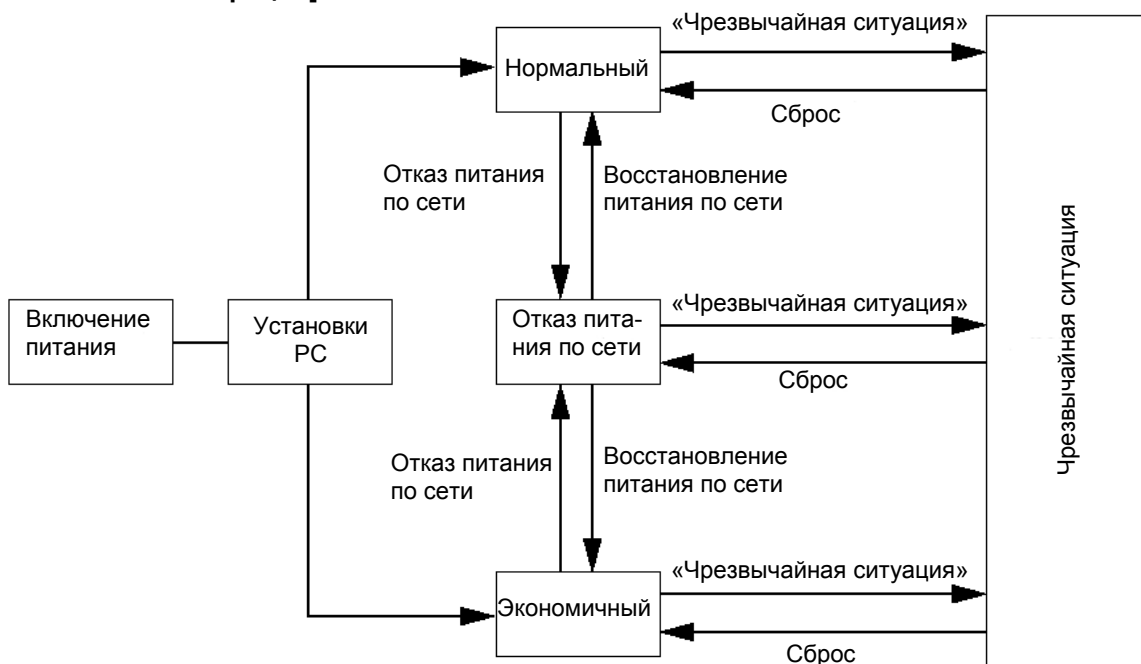 «Чрезвычайная ситуация»
Нормальный
Сброс
Отказ питания
по сети
Восстановление
питания по сети
Чрезвычайная ситуация
Включение
питания
Установки
РС
Отказ пита-
ния по сети
«Чрезвычайная ситуация»
Сброс
Отказ питания
по сети
Восстановление
питания по сети
«Чрезвычайная ситуация»
Экономичный
Сброс